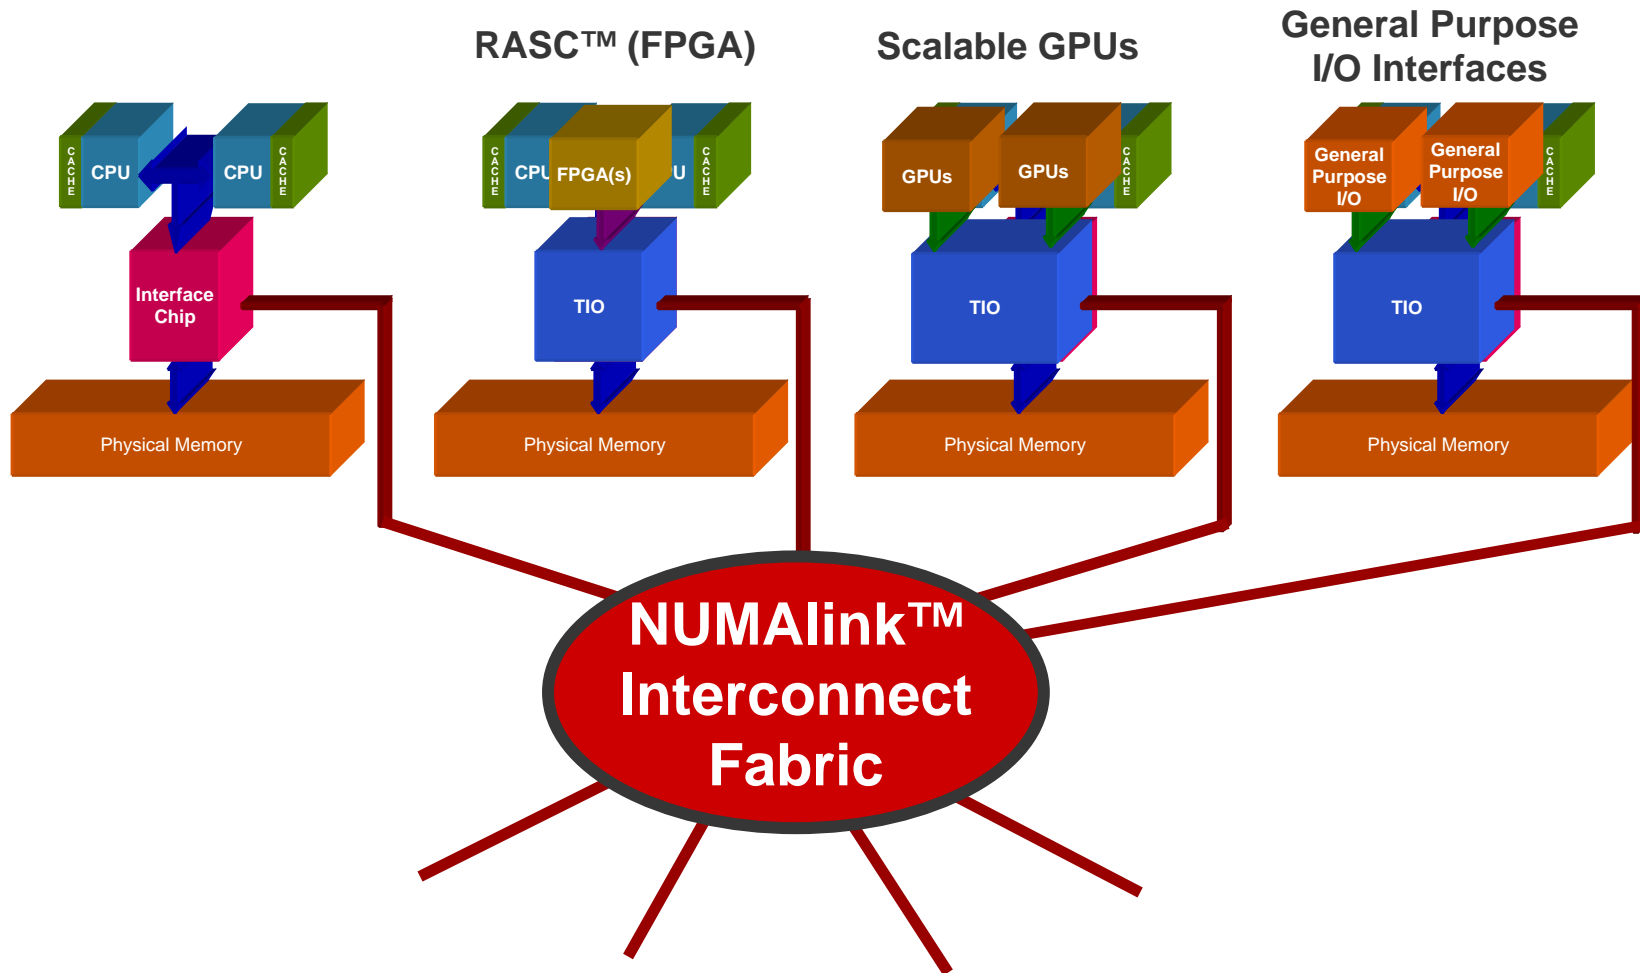 RASC™ (FPGA)
Scalable GPUs
General Purpose
I/O Interfaces
CACHE
CPU
CPU
CACHE
Interface
Chip
Physical Memory
CACHE
FPGA(s)
CACHE
TIO
Physical Memory
GPUs
GPUs
CACHE
TIO
Physical Memory
General
Purpose
I/O
General
Purpose
I/O
CACHE
TIO
Physical Memory
NUMAlink™
Interconnect
Fabric